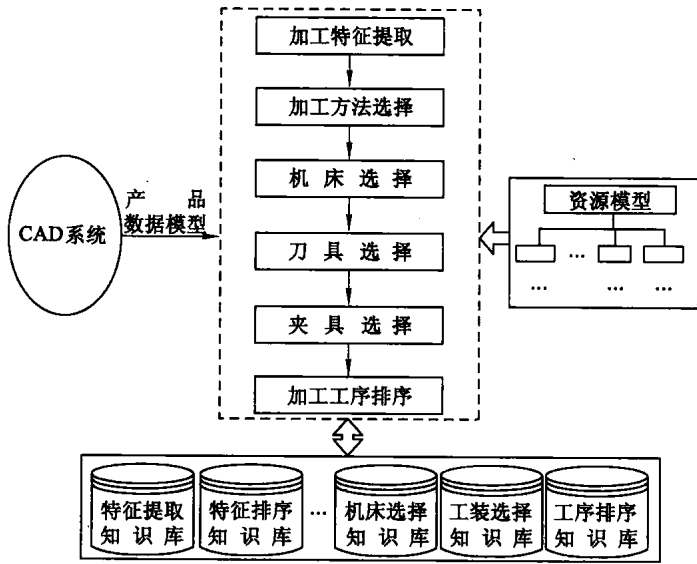 加工特征提取
加工方法选择
机床选择
刀具选择
夹具选择
加工工序排序
CAD系统
产品
数据模型
资源模型
…
… … …
特征提取
知识库
特征排序
知识库
…
机床选择
知识库
工装选择
知识库
工序排序
知识库